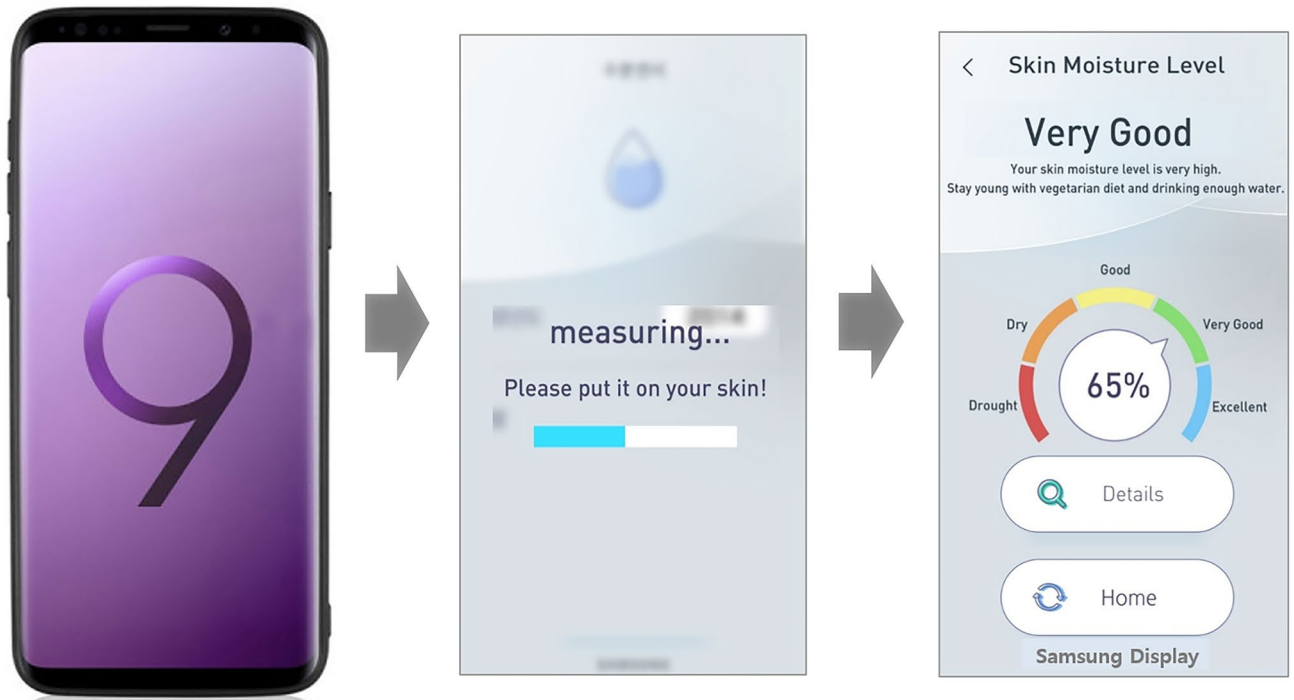 9
measuring...
Please put it on your skin!
Skin Moisture Level
Very Good
Your skin moisture level is very high.
Stay young with vegetarian diet and drinking enough water.
Good
Dry
Very Good
65%
Drought
Excellent
Details
Home
Samsung Display